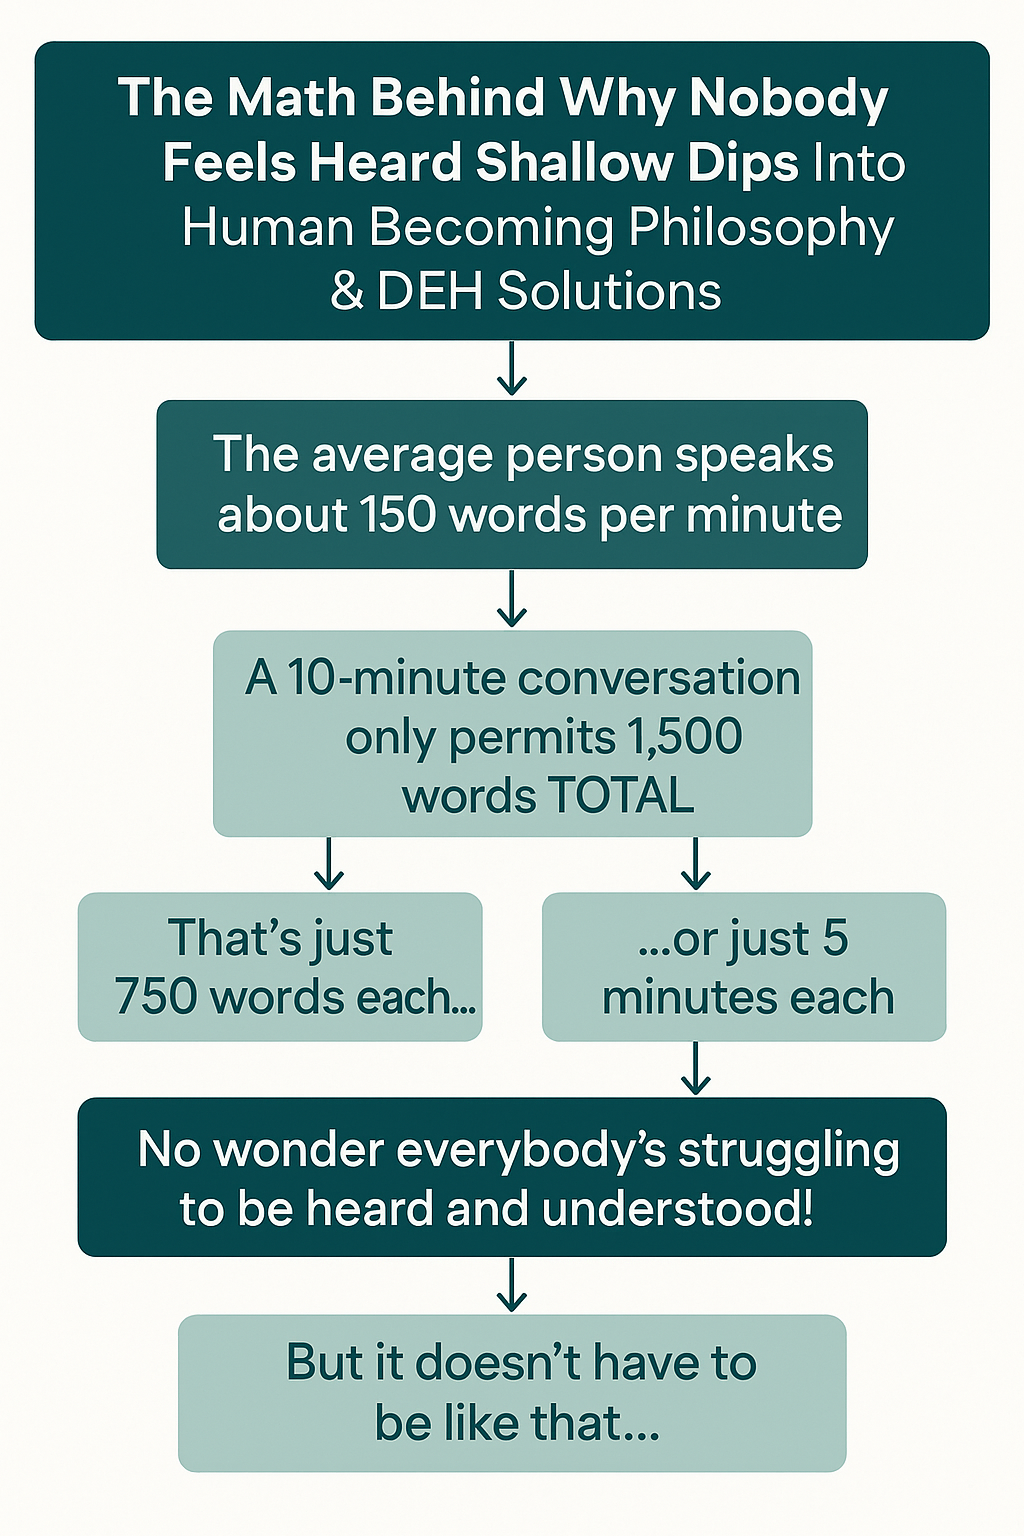 The Math Behind Why Nobody
Feels Heard Shallow Dips Into
Human Becoming Philosophy
& DEH Solutions
The average person speaks
about 150 words per minute
A 10-minute conversation
only permits 1,500
words TOTAL
That’s just
750 words each...
...or just 5
minutes each
No wonder everybody’s struggling
to be heard and understood!
But it doesn’t have to
be like that...